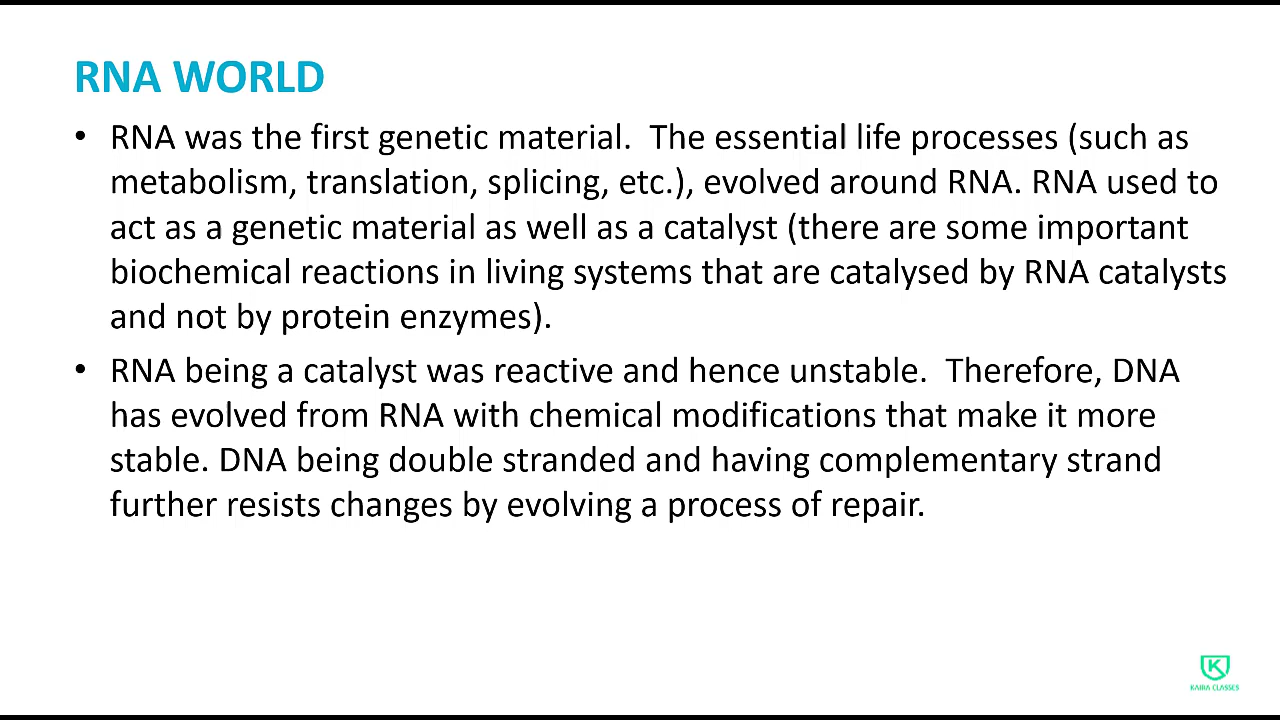 RNA WORLD
• RNA was the first genetic material. The essential life processes (such as
metabolism, translation, splicing, etc.), evolved around RNA. RNA used to
act as a genetic material as well as a catalyst (there are some important
biochemical reactions in living systems that are catalysed by RNA catalysts
and not by protein enzymes).
• RNA being a catalyst was reactive and hence unstable. Therefore, DNA
has evolved from RNA with chemical modifications that make it more
stable. DNA being double stranded and having complementary strand
further resists changes by evolving a process of repair.
K
KABRA CLASSES